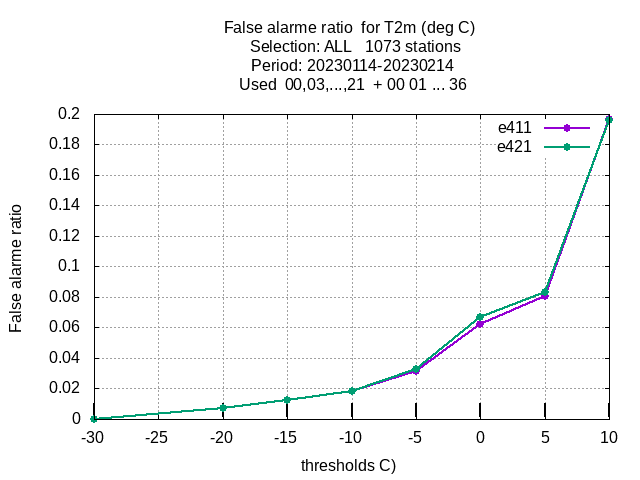 False alarme ratio  for T2m (deg C)
Selection: ALL   1073 stations
Period: 20230114-20230214
Used  00,03,...,21  + 00 01 ... 36
e411
e421
0.2
0.18
0.16
0.14
0.12
0.1
0.08
0.06
0.04
0.02
0
False alarme ratio
-30 -25 -20 -15 -10 -5 0 5 10
thresholds C)